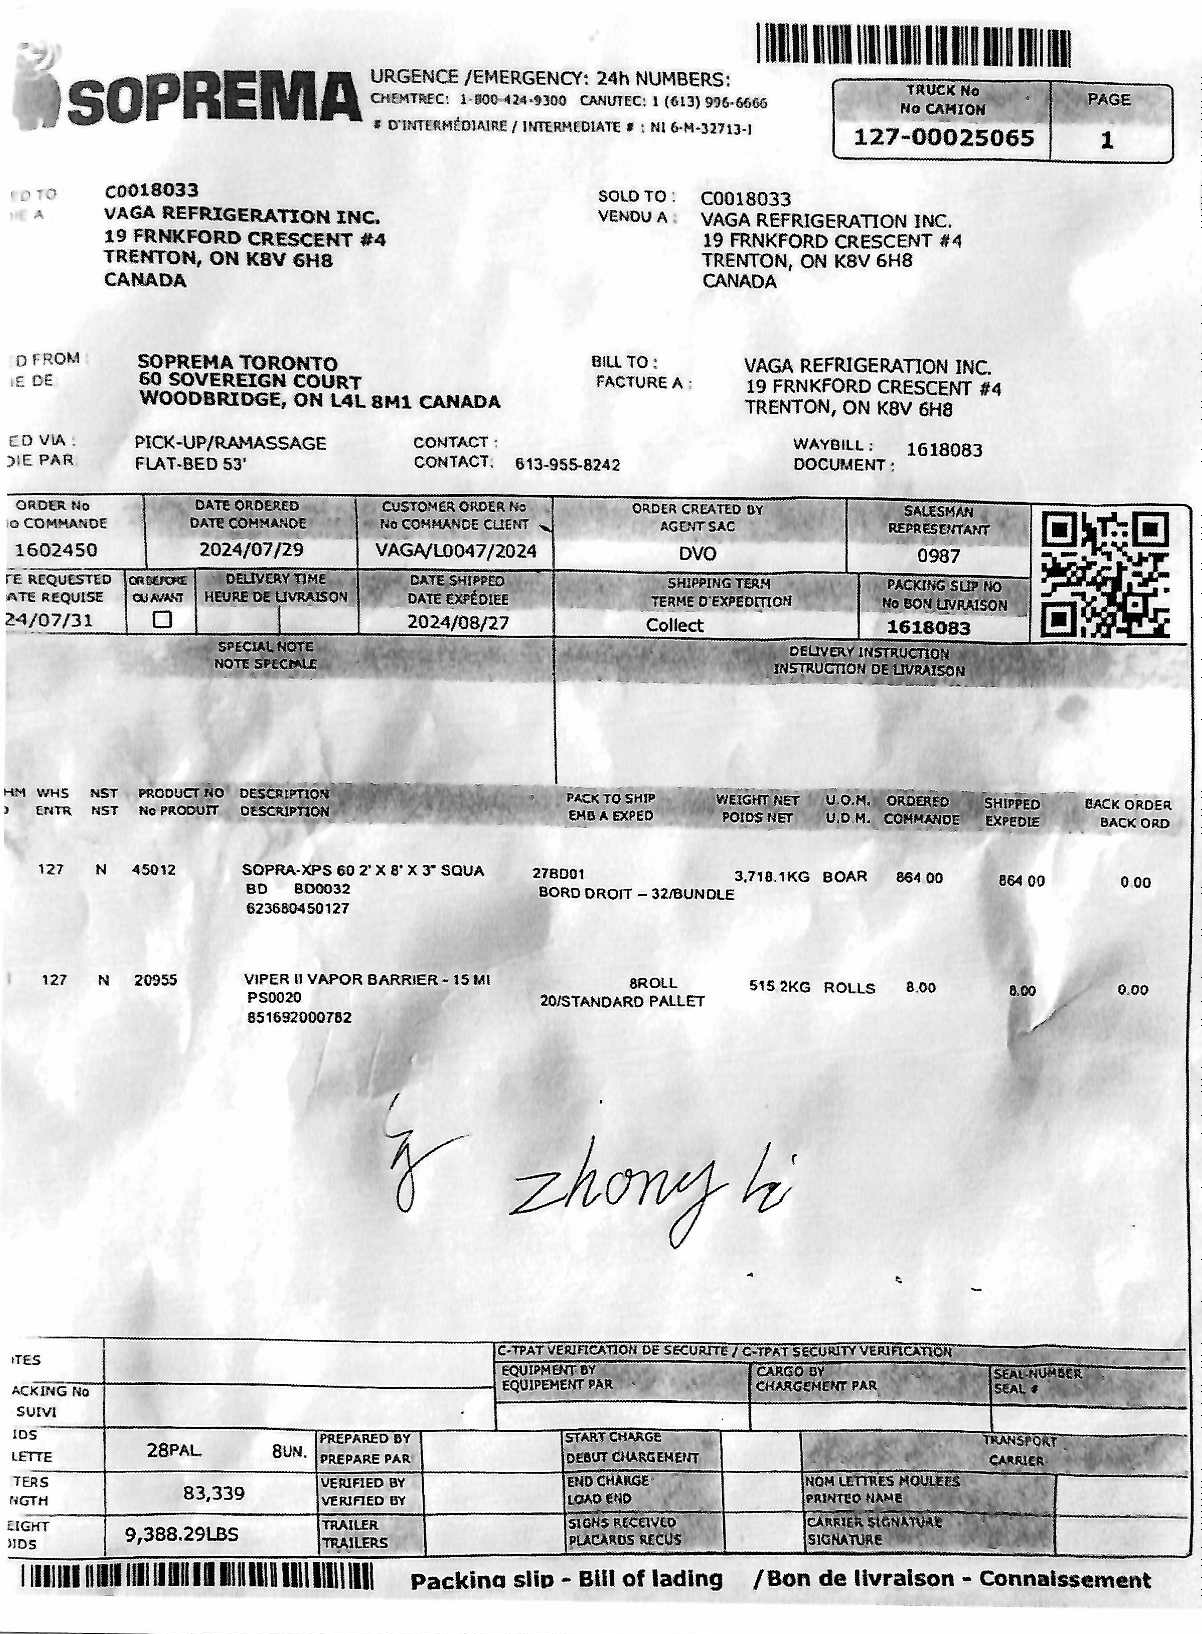 SOPREMA
URGENCE /EMERGENCY: 24h NUMBERS:
CHEMTREC: 1-800-424-9300 CANUTEC: 1 (613) 996-6666
# D'INTERMÉDIAIRE / INTERMEDIATE # : NI 6-M-32713-1
TRUCK No
No CAMION
127-00025065
PAGE
1
ED TO
C0018033
VAGA REFRIGERATION INC.
19 FRNKFORD CRESCENT #4
TRENTON, ON K8V 6H8
CANADA
SOLD TO :
VENDU A :
C0018033
VAGA REFRIGERATION INC.
19 FRNKFORD CRESCENT #4
TRENTON, ON K8V 6H8
CANADA
D FROM
E DE
SOPREMA TORONTO
60 SOVEREIGN COURT
WOODBRIDGE, ON L4L 8M1 CANADA
BILL TO :
FACTURE A :
VAGA REFRIGERATION INC.
19 FRNKFORD CRESCENT #4
TRENTON, ON K8V 6H8
ED VIA :
DIE PAR
PICK-UP/RAMASSAGE
FLAT-BED 53'
CONTACT :
CONTACT: 613-955-8242
WAYBILL : 1618083
DOCUMENT :
ORDER No
o COMMANDE
1602450
DATE ORDERED
DATE COMMANDE
2024/07/29
CUSTOMER ORDER No
No COMMANDE CLIENT
VAGA/L0047/2024
ORDER CREATED BY
AGENT SAC
DVO
SALESMAN
REPRESENTANT
0987
TE REQUESTED
ATE REQUISE
24/07/31
OR BEFORE
OU AVANT
DELIVERY TIME
HEURE DE LIVRAISON
DATE SHIPPED
DATE EXPÉDIEE
2024/08/27
SHIPPING TERM
TERME D'EXPEDITION
Collect
PACKING SLIP NO
No BON LIVRAISON
1618083
SPECIAL NOTE
NOTE SPECIALE
DELIVERY INSTRUCTION
INSTRUCTION DE LIVRAISON
HM WHS NST PRODUCT NO DESCRIPTION PACK TO SHIP WEIGHT NET U.O.M. ORDERED SHIPPED BACK ORDER
ENTR NST No PRODUIT DESCRIPTION EMB A EXPED POIDS NET U.D.M. COMMANDE EXPEDIE BACK ORD
127 N 45012 SOPRA-XPS 60 2' X 8' X 3" SQUA 27BD01 3,718.1KG BOAR 864.00 864.00 0.00
BD BD0032 BORD DROIT – 32/BUNDLE
623680450127
127 N 20955 VIPER II VAPOR BARRIER - 15 MI 8ROLL 515.2KG ROLLS 8.00 8.00 0.00
PS0020 20/STANDARD PALLET
851692000782
zhong li
C-TPAT VERIFICATION DE SECURITE / C-TPAT SECURITY VERIFICATION
EQUIPMENT BY
EQUIPEMENT PAR
CARGO BY
CHARGEMENT PAR
SEAL-NUMBER
SEAL #
TES
ACKING No
SUIVI
IDS
LETTE
28PAL 8UN.
PREPARED BY
PREPARE PAR
START CHARGE
DEBUT CHARGEMENT
TRANSPORT
CARRIER
TERS
NGTH
83,339
VERIFIED BY
VERIFIED BY
END CHARGE
LOAD END
NOM LETTRES MOULEES
PRINTED NAME
EIGHT
IDS
9,388.29LBS
TRAILER
TRAILERS
SIGNS RECEIVED
PLACARDS RECUS
CARRIER SIGNATURE
SIGNATURE
Packing slip - Bill of lading /Bon de livraison - Connaissement